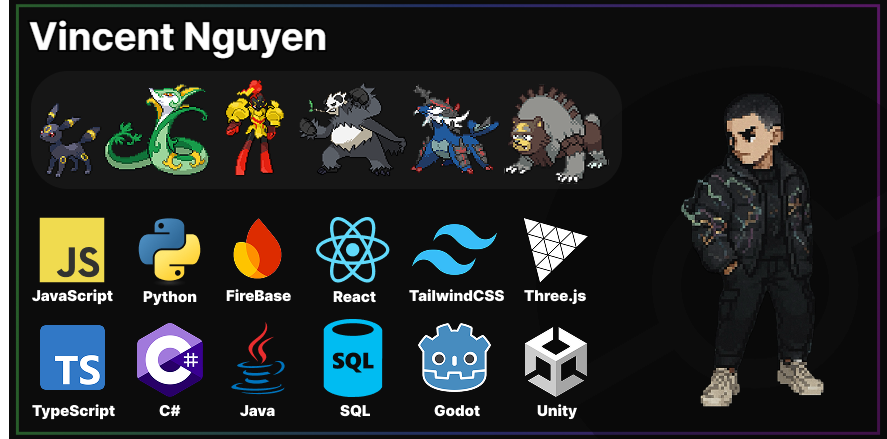 Vincent Nguyen
JS
JavaScript
Python
FireBase
React
TailwindCSS
Three.js
TS
TypeScript
C#
C#
Java
SQL
SQL
Godot
Unity